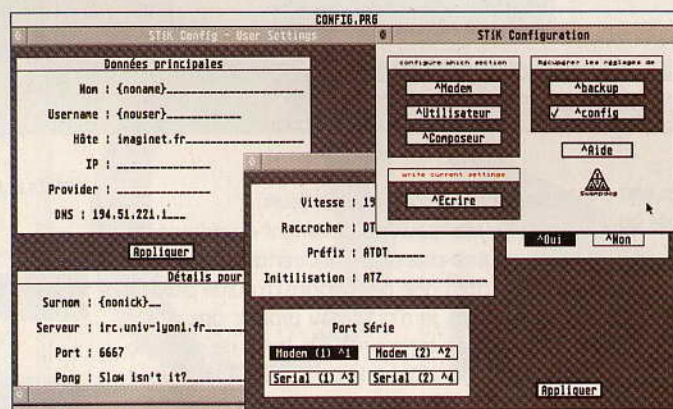 CONFIG.PRG
STiK Config - User Settings
Données principales
Nom : {noname}
Username : {nouser}
Hôte : imaginet.fr
IP :
Provider :
DNS : 194.51.221.1
Appliquer
Détails pour
Surnom : {nonick}
Serveur : irc.univ-lyon1.fr
Port : 6667
Pong : Slow isn't it?
Vitesse : 19
Raccrocher : DT
Préfix : ATDT
Initilisation : ATZ
Port Série
Modem (1) ^1
Modem (2) ^2
Serial (1) ^3
Serial (2) ^4
STiK Configuration
configure which section
^Modem
^Utilisateur
^Composeur
write current settings
^Ecrire
Récupérer les réglages de
^backup
✓ ^config
^Aide
Swampdog
^Oui
^Non
Appliquer